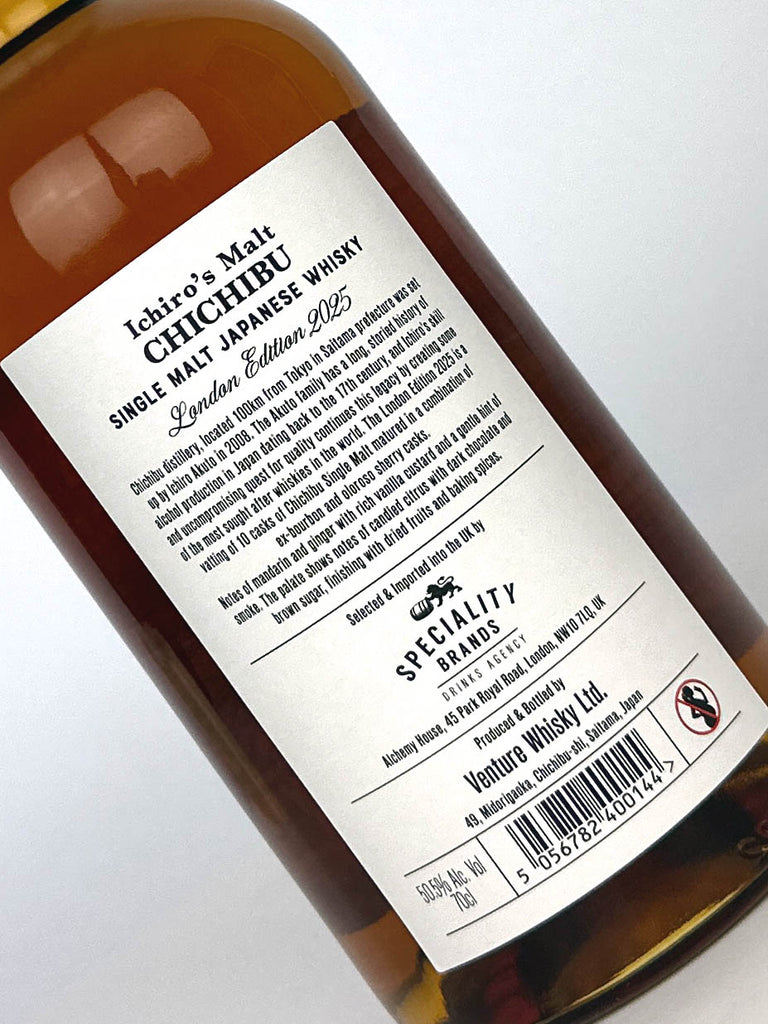 Ichiro's Malt
CHICHIBU
SINGLE MALT JAPANESE WHISKY
London Edition 2025
Chichibu distillery, located 100km from Tokyo in Saitama prefecture was set
up by Ichiro Akuto in 2008. The Akuto family has a long, storied history of
alcohol production in Japan dating back to the 17th century, and Ichiro's skill
and uncompromising quest for quality continues this legacy by creating some
of the most sought after whiskies in the world. The London Edition 2025 is a
vatting of 10 casks of Chichibu Single Malt matured in a combination of
ex-bourbon and oloroso sherry casks.
Notes of mandarin and ginger with rich vanilla custard and a gentle hint of
smoke. The palate shows notes of candied citrus with dark chocolate and
brown sugar, finishing with dried fruits and baking spices.
Selected & Imported into the UK by
SPECIALITY
BRANDS
DRINKS AGENCY
Alchemy House, 45 Park Royal Road, London, NW10 7LQ, UK
Produced & Bottled by
Venture Whisky Ltd.
49, Midoripaoka, Chichibu-shi, Saitama, Japan
50.5% Alc. Vol
70cl
5 056782 400144 >